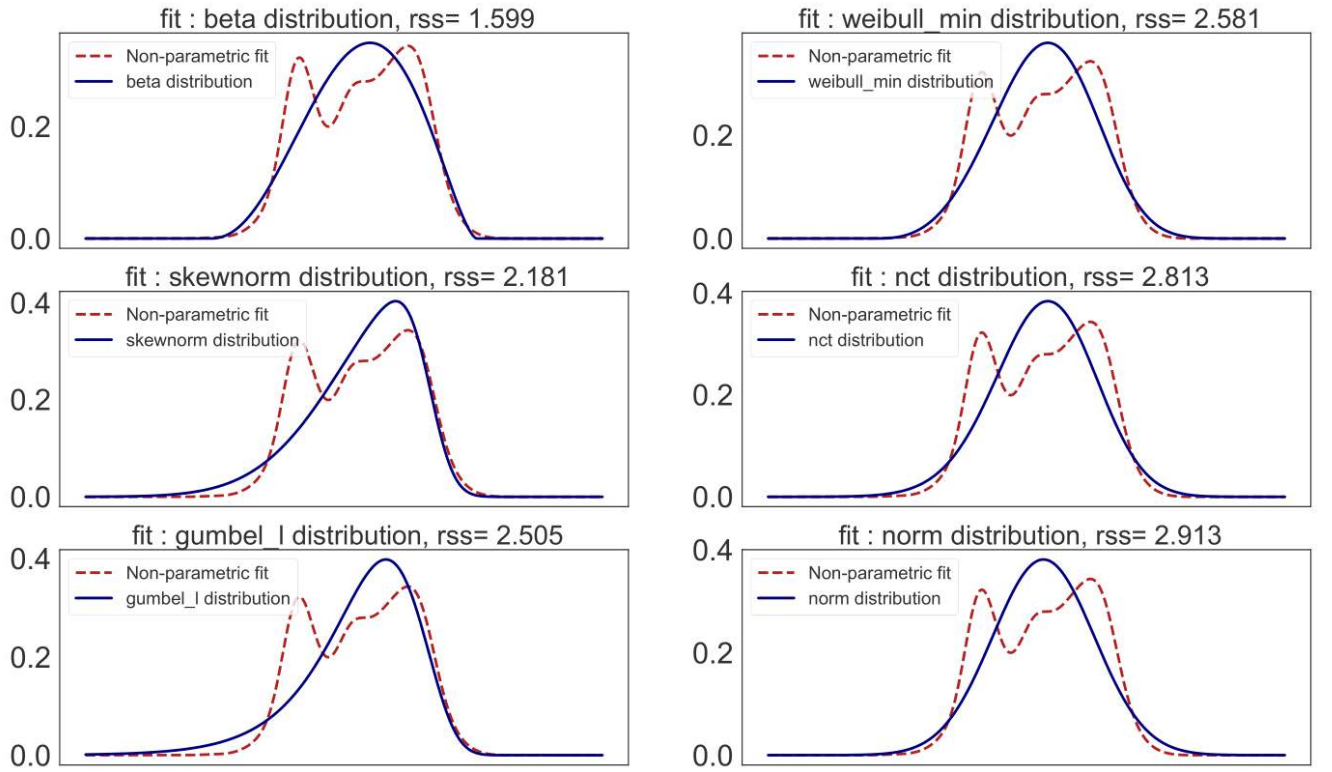 fit : beta distribution, rss= 1.599
Non-parametric fit
beta distribution
0.2
0.0
fit : weibull_min distribution, rss= 2.581
Non-parametric fit
weibull_min distribution
0.2
0.0
fit : skewnorm distribution, rss= 2.181
0.4
Non-parametric fit
skewnorm distribution
0.2
0.0
fit : nct distribution, rss= 2.813
0.4
Non-parametric fit
nct distribution
0.2
0.0
fit : gumbel_l distribution, rss= 2.505
0.4
Non-parametric fit
gumbel_l distribution
0.2
0.0
fit : norm distribution, rss= 2.913
0.4
Non-parametric fit
norm distribution
0.2
0.0